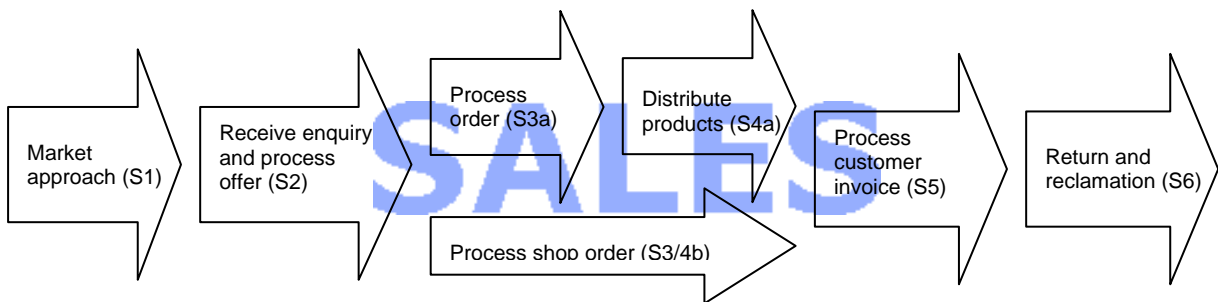 Market
approach (S1)
Receive enquiry
and process
offer (S2)
Process
order (S3a)
Distribute
products (S4a)
SALES
Process shop order (S3/4b)
Process
customer
invoice (S5)
Return and
reclamation (S6)